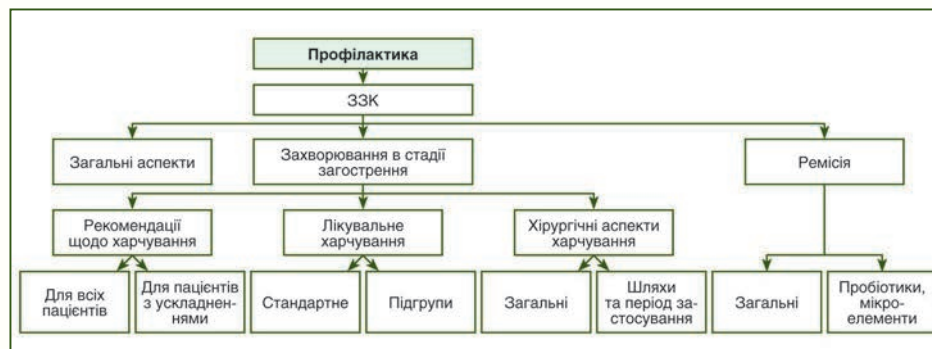 Профілактика
ЗЗК
Загальні аспекти
Захворювання в стадії
загострення
Ремісія
Рекомендації
щодо харчування
Лікувальне
харчування
Хірургічні аспекти
харчування
Для всіх
пацієнтів
Для пацієнтів
з ускладнен-
нями
Стандартне
Підгрупи
Загальні
Шляхи
та період за-
стосування
Загальні
Пробіотики,
мікро-
елементи